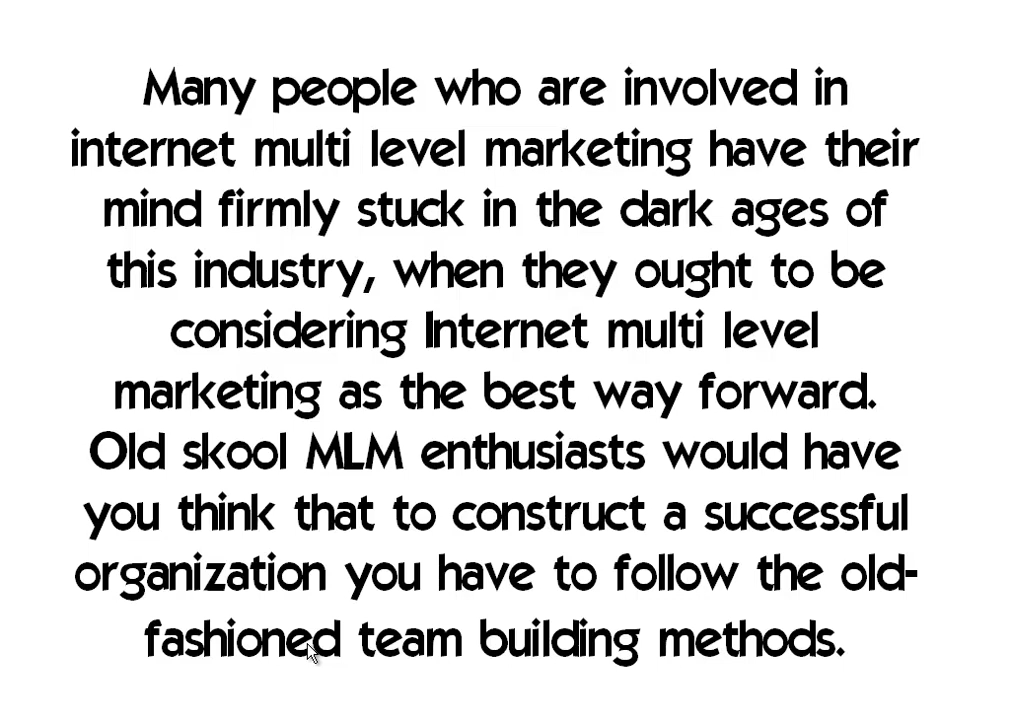 Many people who are involved in
internet multi level marketing have their
mind firmly stuck in the dark ages of
this industry, when they ought to be
considering Internet multi level
marketing as the best way forward.
Old skool MLM enthusiasts would have
you think that to construct a successful
organization you have to follow the old-
fashioned team building methods.